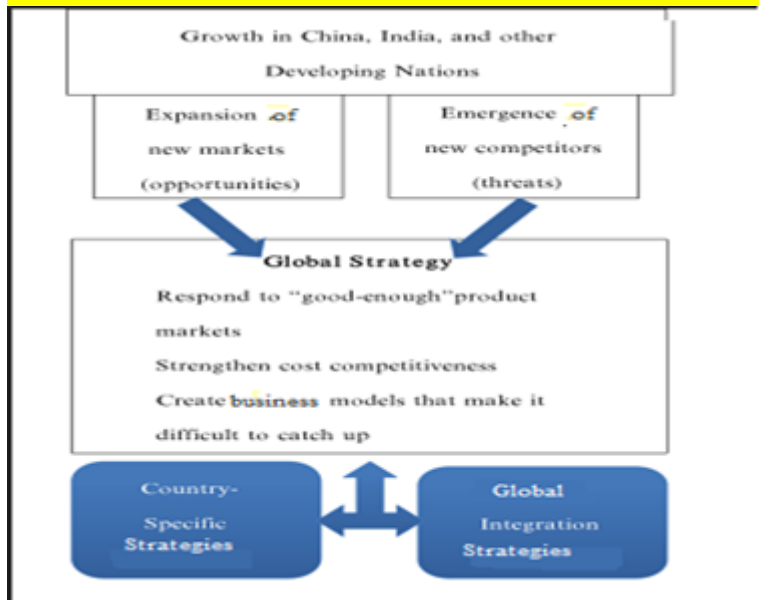 Growth in China, India, and other
Developing Nations
Expansion of
new markets
(opportunities)
Emergence of
new competitors
(threats)
Global Strategy
Respond to “good-enough“product
markets
Strengthen cost competitiveness
Create business models that make it
difficult to catch up
Country-
Specific
Strategies
Global
Integration
Strategies